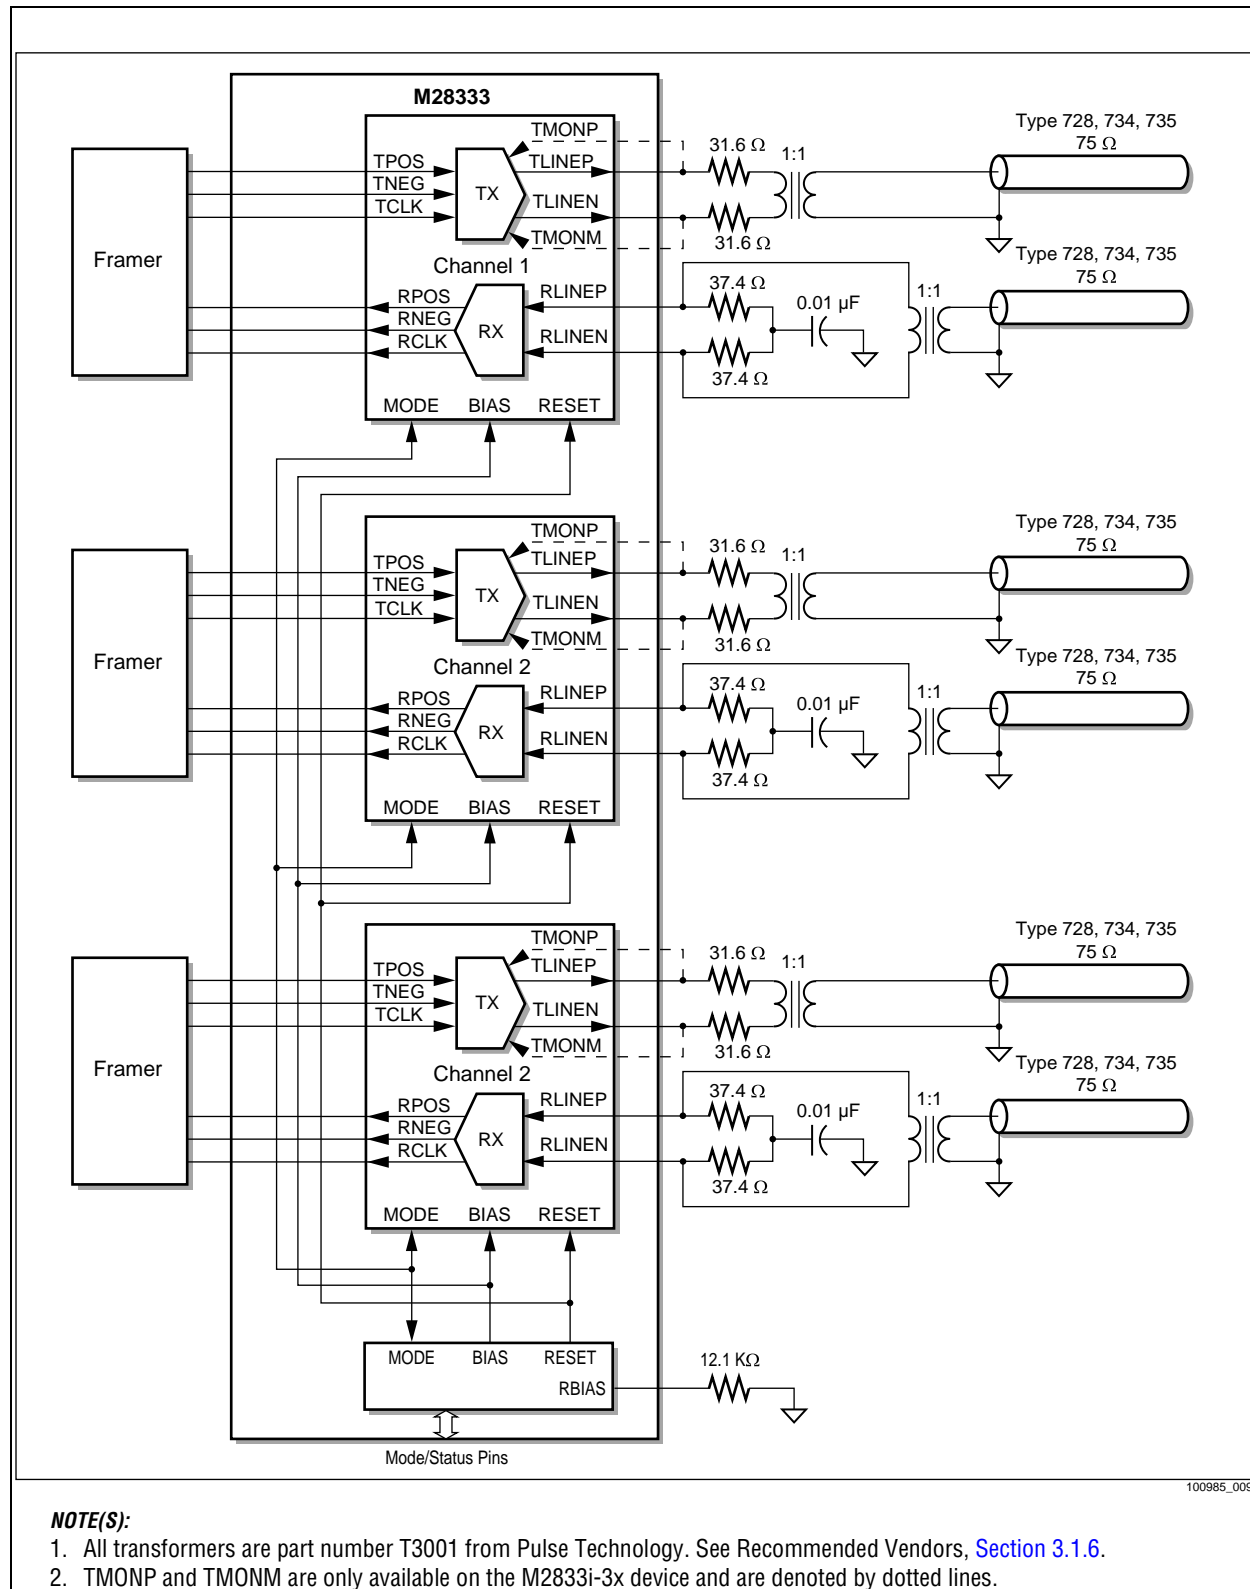 M28333
Type 728, 734, 735
75 Ω
TMONP
31.6 Ω
1:1
TPOS
TLINEP
TNEG
TX
TCLK
TLINEN
TMONM
31.6 Ω
Framer
Channel 1
Type 728, 734, 735
75 Ω
37.4 Ω
RPOS
RLINEP
0.01 µF
1:1
RNEG
RX
RCLK
RLINEN
37.4 Ω
MODE BIAS RESET
Type 728, 734, 735
75 Ω
TMONP
31.6 Ω
1:1
TPOS
TLINEP
TNEG
TX
TCLK
TLINEN
TMONM
31.6 Ω
Framer
Channel 2
Type 728, 734, 735
75 Ω
37.4 Ω
RPOS
RLINEP
0.01 µF
1:1
RNEG
RX
RCLK
RLINEN
37.4 Ω
MODE BIAS RESET
Type 728, 734, 735
75 Ω
TMONP
31.6 Ω
1:1
TPOS
TLINEP
TNEG
TX
TCLK
TLINEN
TMONM
31.6 Ω
Framer
Channel 2
Type 728, 734, 735
75 Ω
37.4 Ω
RPOS
RLINEP
0.01 µF
1:1
RNEG
RX
RCLK
RLINEN
37.4 Ω
MODE BIAS RESET
MODE BIAS RESET
12.1 KΩ
RBIAS
Mode/Status Pins
100985_009
NOTE(S):
1. All transformers are part number T3001 from Pulse Technology. See Recommended Vendors, Section 3.1.6.
2. TMONP and TMONM are only available on the M2833i-3x device and are denoted by dotted lines.